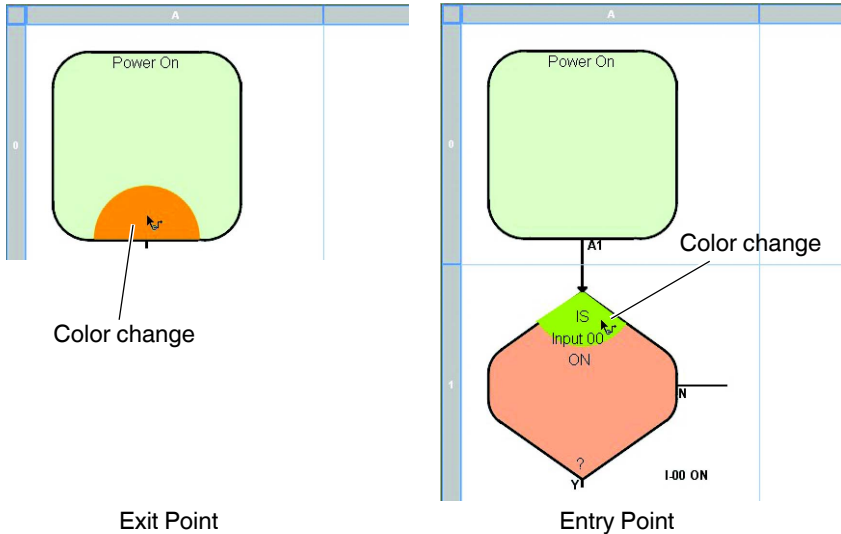 A
Power On
0
Color change
Exit Point
A
Power On
0
A1
Color change
IS
Input 00
ON
1
N
?
Y
I-00 ON
Entry Point